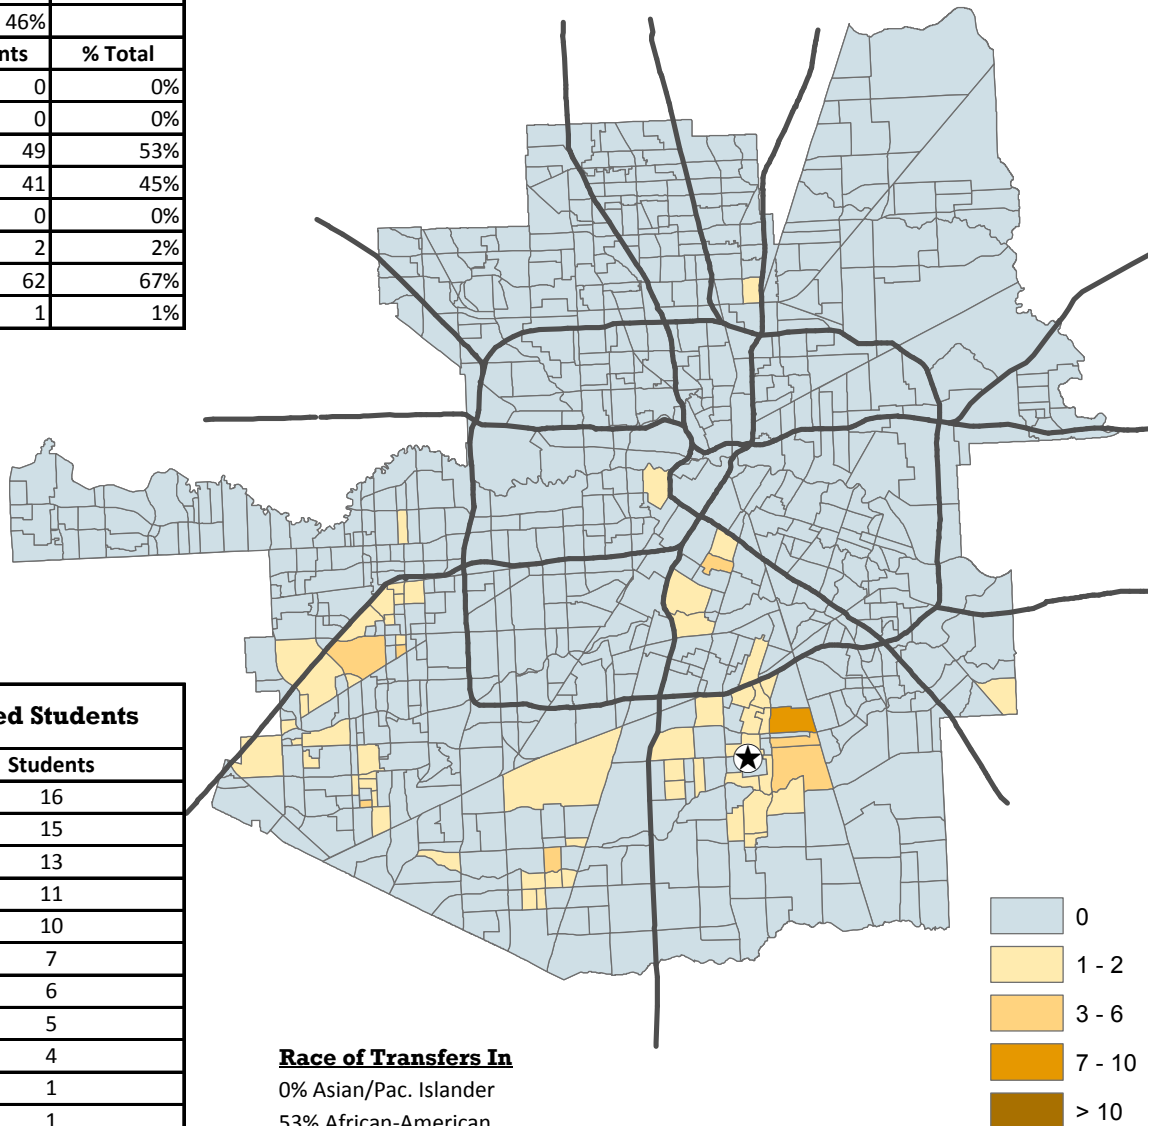 46%
nts % Total
0 0%
0 0%
49 53%
41 45%
0 0%
2 2%
62 67%
1 1%
ed Students
Students
16
15
13
11
10
7
6
5
4
1
1
Race of Transfers In
0% Asian/Pac. Islander
53% African-American
0
1 - 2
3 - 6
7 - 10
> 10